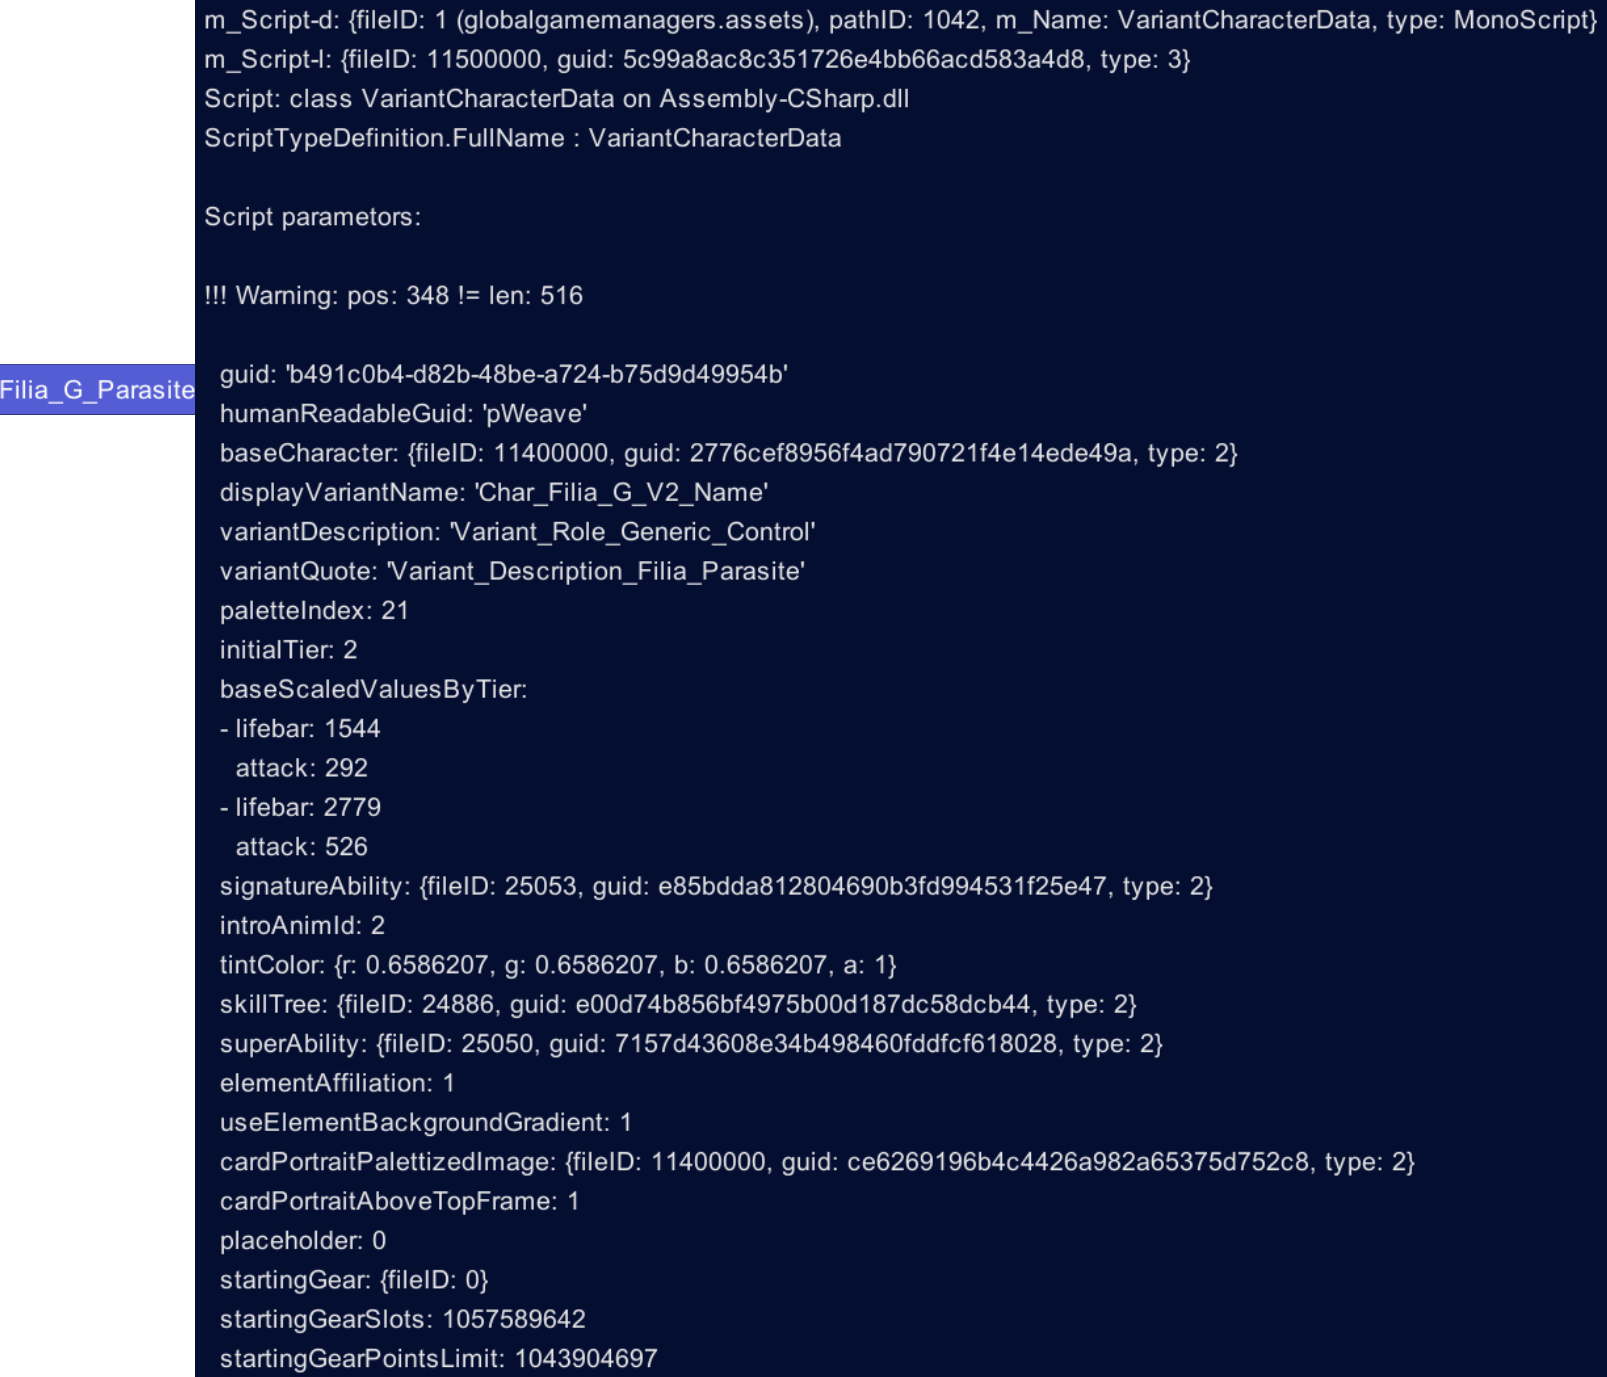 m_Script-d: {fileID: 1 (globalgamemanagers.assets), pathID: 1042, m_Name: VariantCharacterData, type: MonoScript}
m_Script-l: {fileID: 11500000, guid: 5c99a8ac8c351726e4bb66acd583a4d8, type: 3}
Script: class VariantCharacterData on Assembly-CSharp.dll
ScriptTypeDefinition.FullName : VariantCharacterData
Script parametors:
!!! Warning: pos: 348 != len: 516
Filia_G_Parasite
guid: 'b491c0b4-d82b-48be-a724-b75d9d49954b'
humanReadableGuid: 'pWeave'
baseCharacter: {fileID: 11400000, guid: 2776cef8956f4ad790721f4e14ede49a, type: 2}
displayVariantName: 'Char_Filia_G_V2_Name'
variantDescription: 'Variant_Role_Generic_Control'
variantQuote: 'Variant_Description_Filia_Parasite'
paletteIndex: 21
initialTier: 2
baseScaledValuesByTier:
- lifebar: 1544
attack: 292
- lifebar: 2779
attack: 526
signatureAbility: {fileID: 25053, guid: e85bdda812804690b3fd994531f25e47, type: 2}
introAnimId: 2
tintColor: {r: 0.6586207, g: 0.6586207, b: 0.6586207, a: 1}
skillTree: {fileID: 24886, guid: e00d74b856bf4975b00d187dc58dcb44, type: 2}
superAbility: {fileID: 25050, guid: 7157d43608e34b498460fddfcf618028, type: 2}
elementAffiliation: 1
useElementBackgroundGradient: 1
cardPortraitPalettizedImage: {fileID: 11400000, guid: ce6269196b4c4426a982a65375d752c8, type: 2}
cardPortraitAboveTopFrame: 1
placeholder: 0
startingGear: {fileID: 0}
startingGearSlots: 1057589642
startingGearPointsLimit: 1043904697